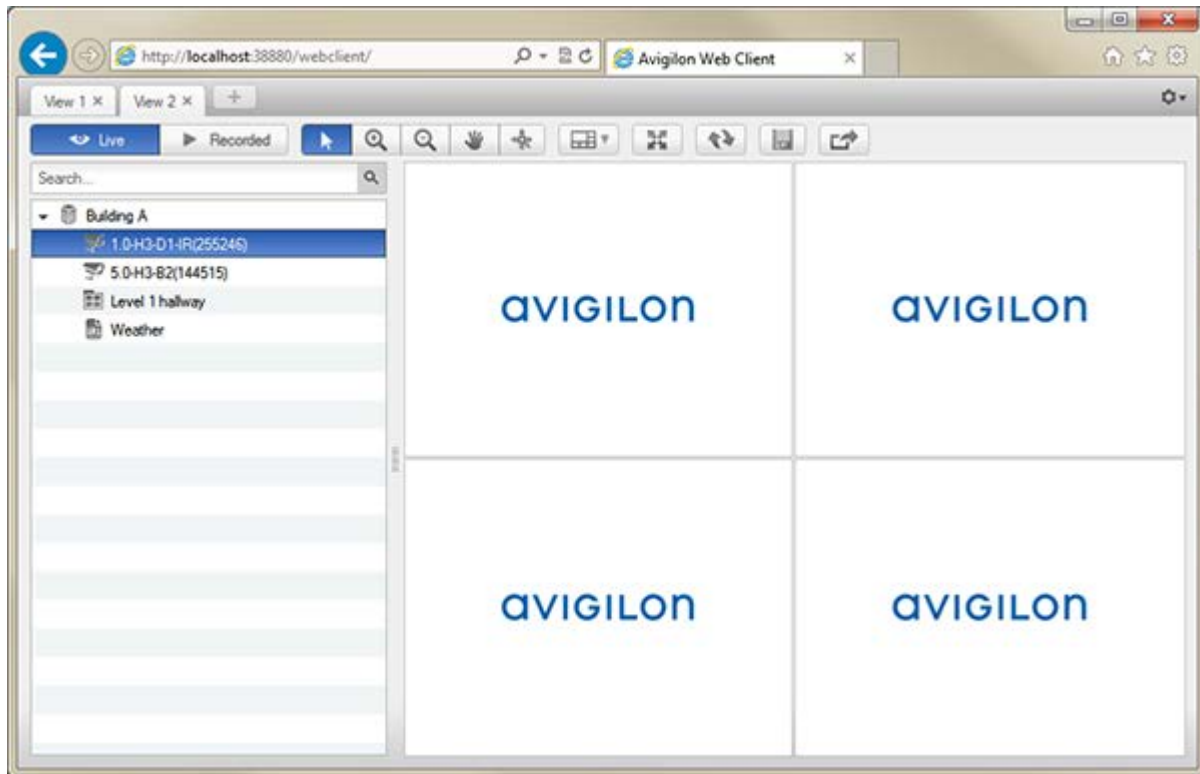 http://localhost:38880/webclient/
Avigilon Web Client
View 1
View 2
Live
Recorded
Search...
Building A
1.0-H3-D1-IR(255246)
5.0-H3-B2(144515)
Level 1 hallway
Weather
avigilon avigilon
avigilon avigilon